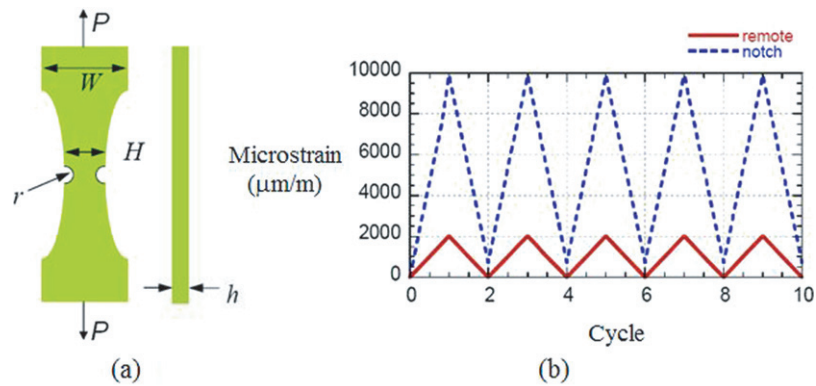 P
W
H
r
h
P
(a)
remote
notch
10000
8000
6000
4000
2000
0
Microstrain
(μm/m)
0 2 4 6 8 10
Cycle
(b)